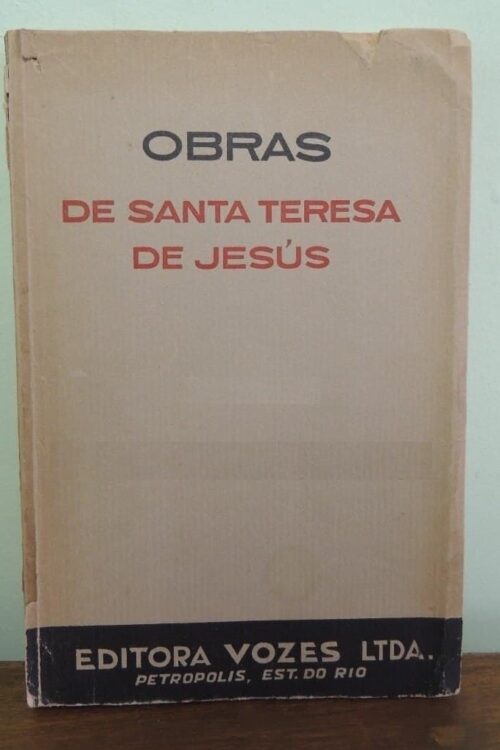 OBRAS
DE SANTA TERESA
DE JESÚS
EDITORA VOZES LTDA.
PETROPOLIS, EST. DO RIO